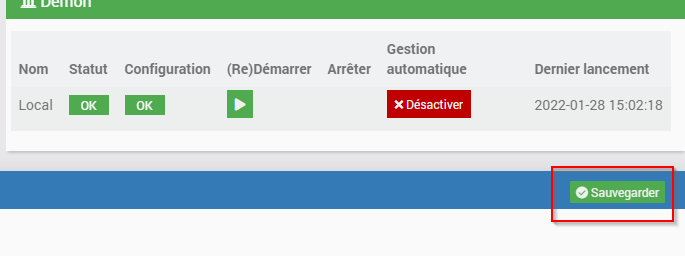 Démon
Gestion
Nom Statut Configuration (Re)Démarrer Arrêter automatique Dernier lancement
Local OK OK Désactiver 2022-01-28 15:02:18
Sauvegarder